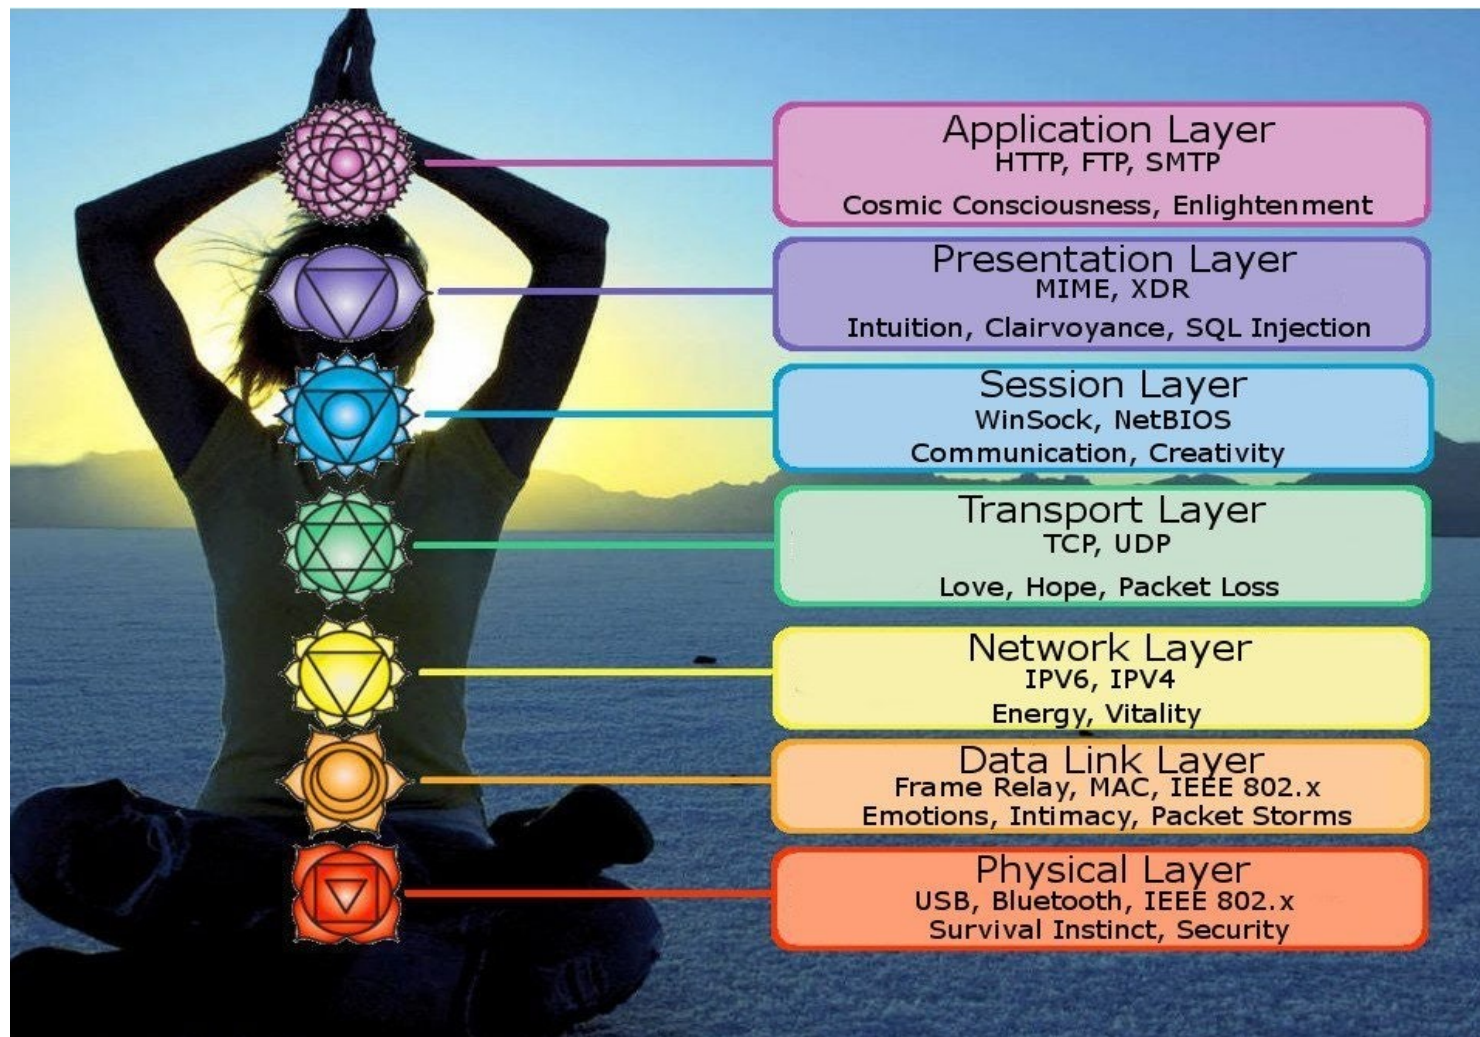 Application Layer
HTTP, FTP, SMTP
Cosmic Consciousness, Enlightenment
Presentation Layer
MIME, XDR
Intuition, Clairvoyance, SQL Injection
Session Layer
WinSock, NetBIOS
Communication, Creativity
Transport Layer
TCP, UDP
Love, Hope, Packet Loss
Network Layer
IPV6, IPV4
Energy, Vitality
Data Link Layer
Frame Relay, MAC, IEEE 802.x
Emotions, Intimacy, Packet Storms
Physical Layer
USB, Bluetooth, IEEE 802.x
Survival Instinct, Security